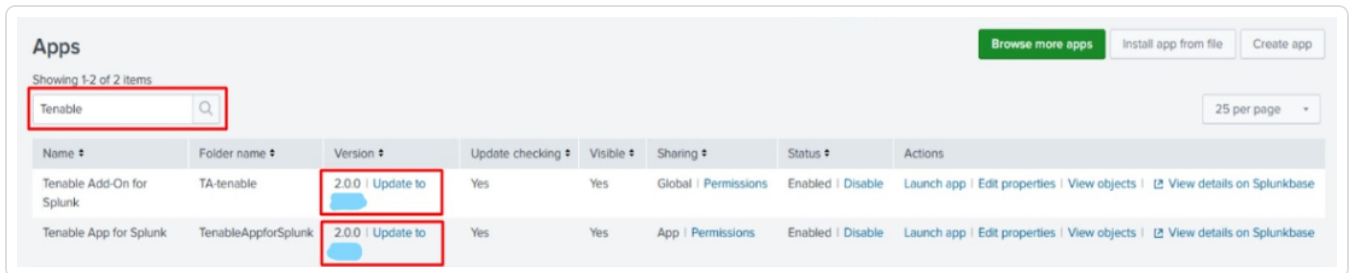 Apps
Browse more apps
Install app from file
Create app
Showing 1-2 of 2 items
Tenable
25 per page
Name Folder name Version Update checking Visible Sharing Status Actions
Tenable Add-On for Splunk TA-tenable 2.0.0 | Update to Yes Yes Global | Permissions Enabled | Disable Launch app | Edit properties | View objects | View details on Splunkbase
Tenable App for Splunk TenableAppforSplunk 2.0.0 | Update to Yes Yes App | Permissions Enabled | Disable Launch app | Edit properties | View objects | View details on Splunkbase